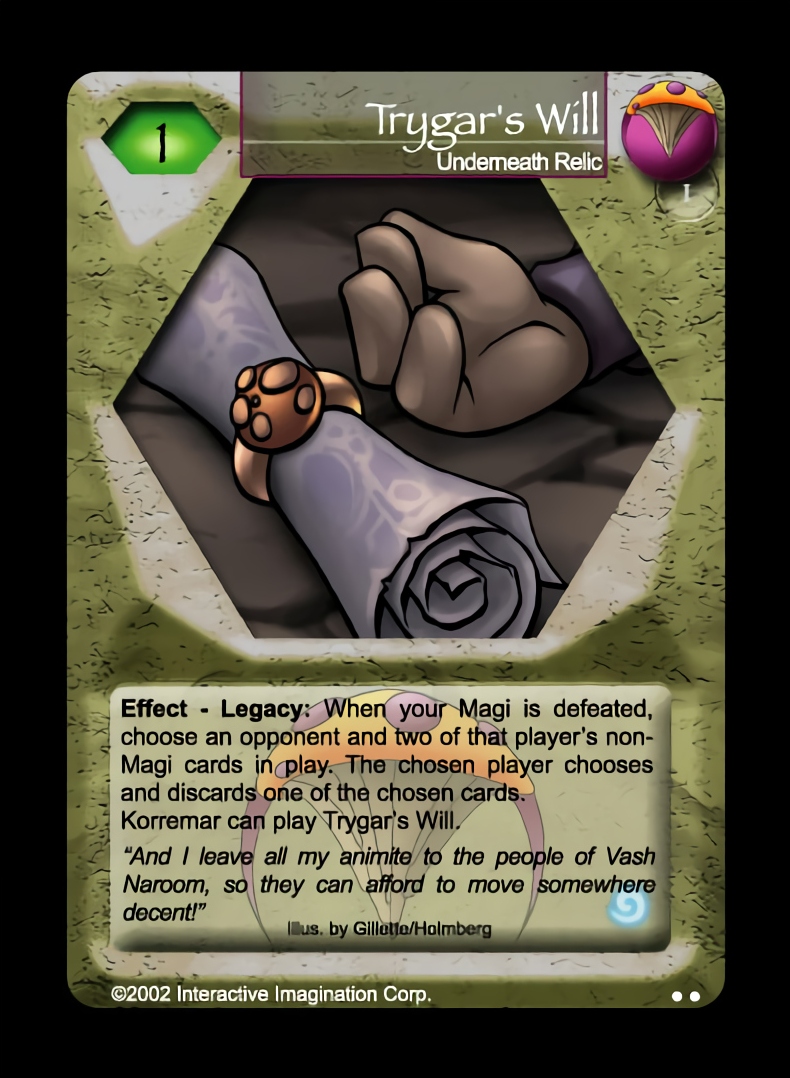 1
Trygar's Will
Underneath Relic
1
Effect - Legacy: When your Magi is defeated,
choose an opponent and two of that player's non-
Magi cards in play. The chosen player chooses
and discards one of the chosen cards.
Korremar can play Trygar's Will.
"And I leave all my animite to the people of Vash
Naroom, so they can afford to move somewhere
decent!"
Illus. by Gillette/Holmberg
©2002 Interactive Imagination Corp.